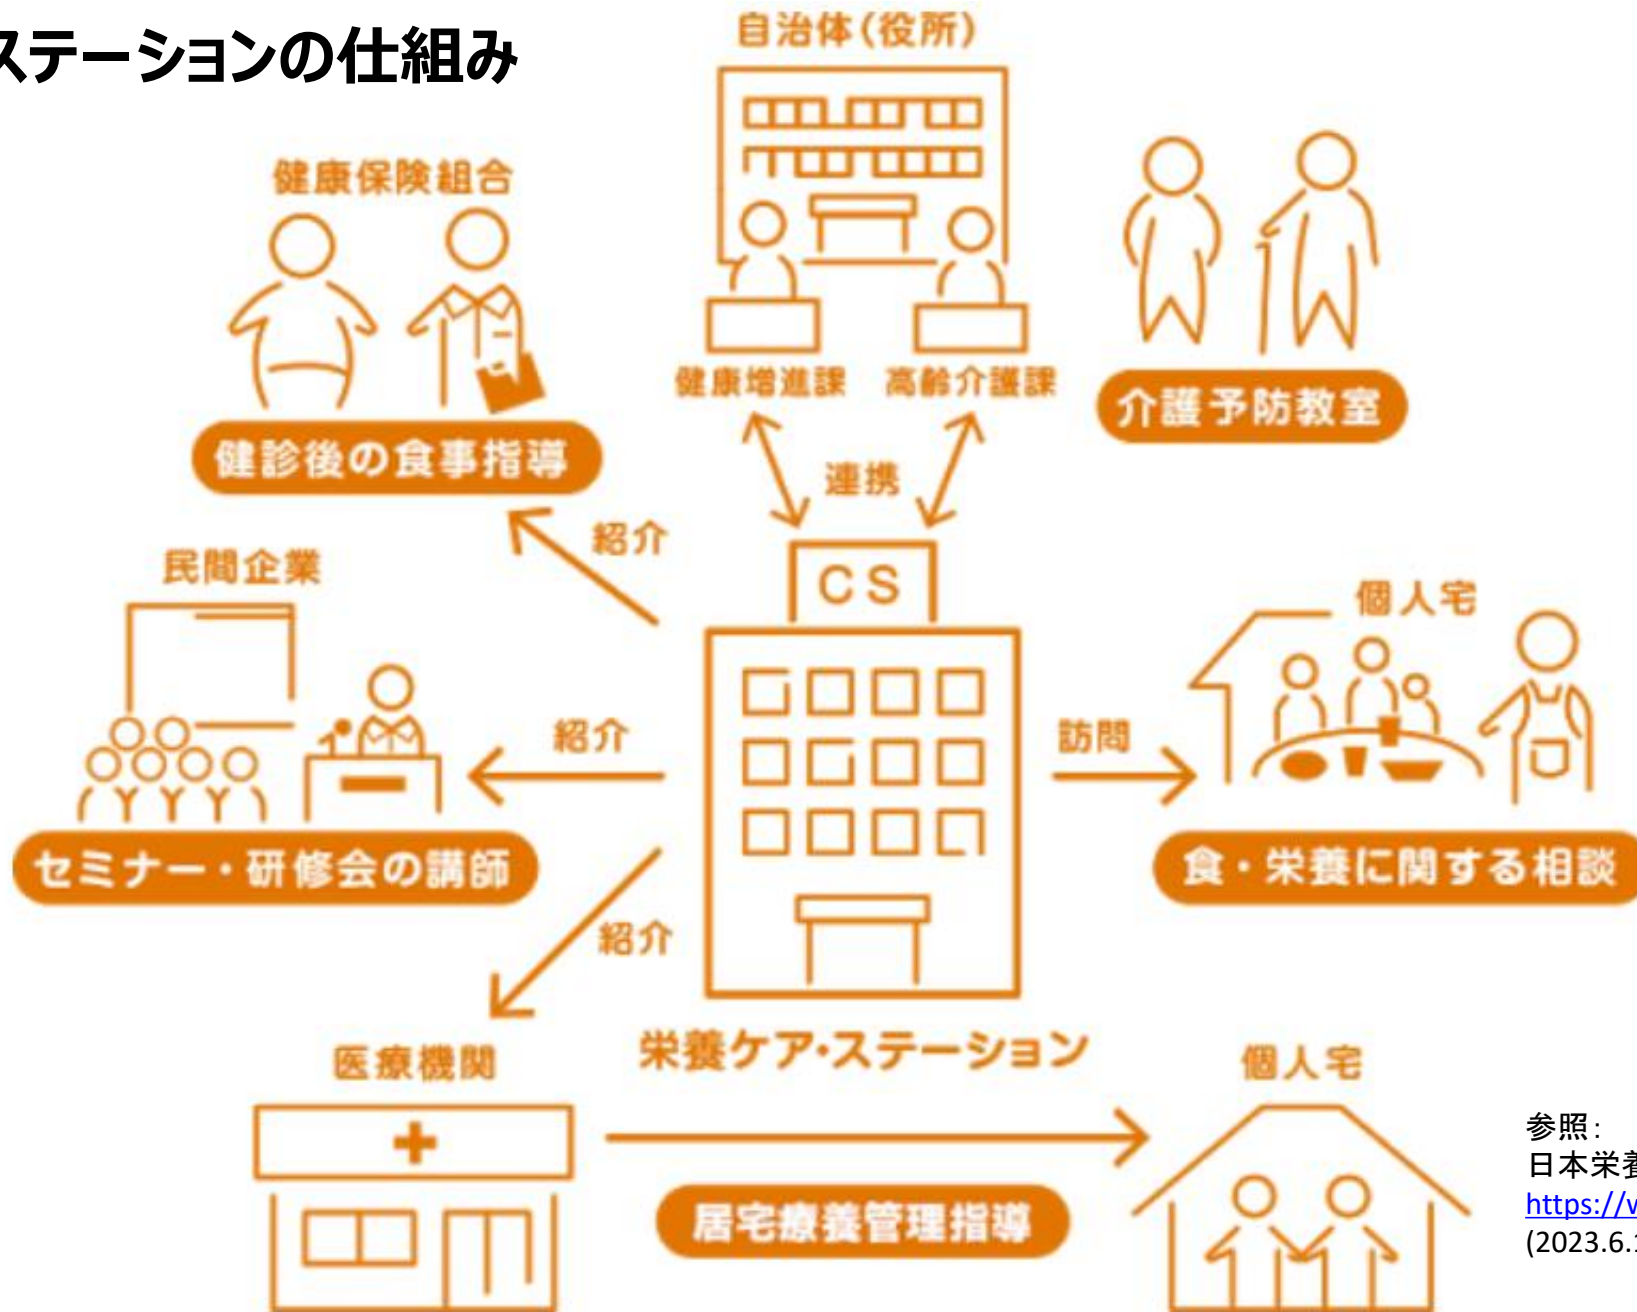 ステーションの仕組み
自治体(役所)
健康保険組合
健康増進課
高齢介護課
介護予防教室
健診後の食事指導
連携
紹介
民間企業
CS
個人宅
紹介
訪問
セミナー・研修会の講師
食・栄養に関する相談
紹介
栄養ケア・ステーション
医療機関
個人宅
居宅療養管理指導
参照:
日本栄養
https://
(2023.6.